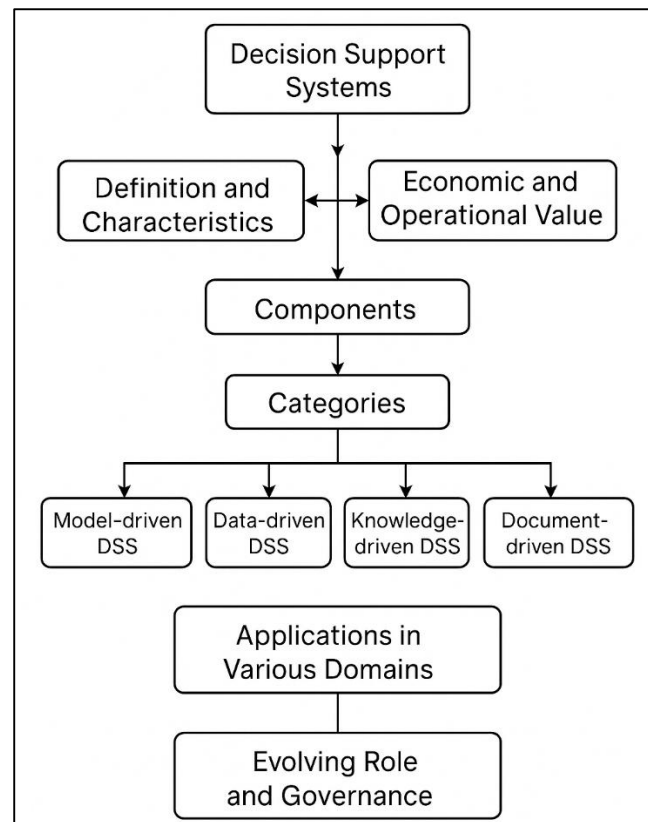 Decision Support
Systems
Definition and
Characteristics
Economic and
Operational Value
Components
Categories
Model-driven
DSS
Data-driven
DSS
Knowledge-
driven DSS
Document-
driven DSS
Applications in
Various Domains
Evolving Role
and Governance